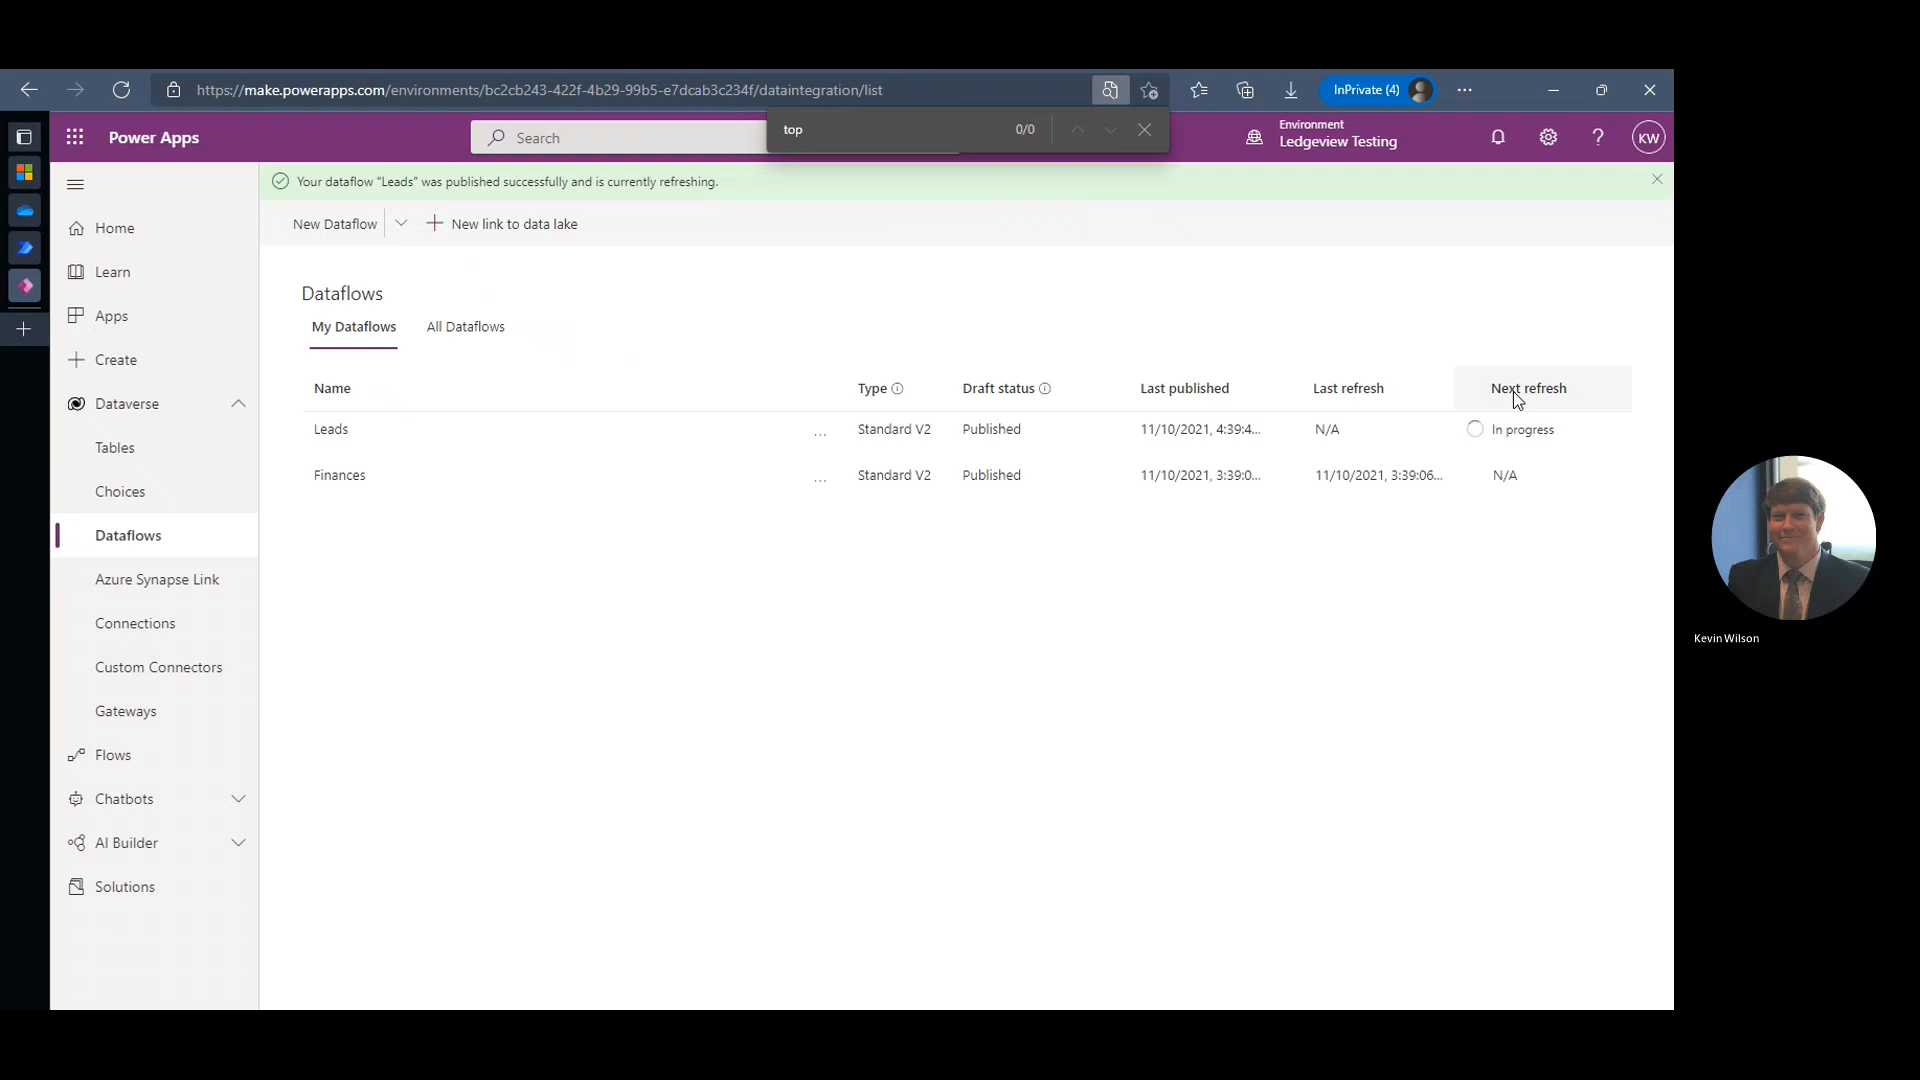 https://make.powerapps.com/environments/bc2cb243-422f-4b29-99b5-e7dcab3c234f/dataintegration/list
InPrivate (4)
top 0/0
Power Apps
Search
Environment
Ledgeview Testing
KW
Your dataflow "Leads" was published successfully and is currently refreshing.
New Dataflow
New link to data lake
Home
Learn
Apps
Create
Dataverse
Tables
Choices
Dataflows
Azure Synapse Link
Connections
Custom Connectors
Gateways
Flows
Chatbots
AI Builder
Solutions
Dataflows
My Dataflows All Dataflows
Name Type Draft status Last published Last refresh Next refresh
Leads ... Standard V2 Published 11/10/2021, 4:39:4... N/A In progress
Finances ... Standard V2 Published 11/10/2021, 3:39:0... 11/10/2021, 3:39:06... N/A
Kevin Wilson